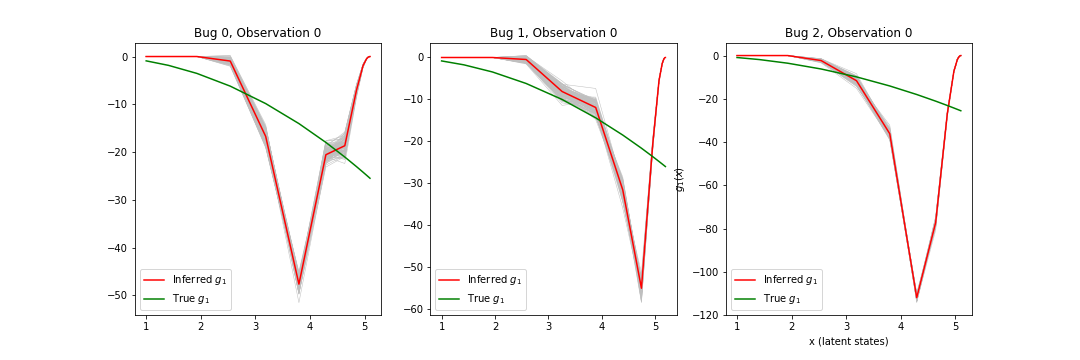 Bug 0, Observation 0
0
−10
−20
−30
−40
−50
1 2 3 4 5
Inferred g₁
True g₁
Bug 1, Observation 0
0
−10
−20
−30
−40
−50
−60
1 2 3 4 5
Inferred g₁
True g₁
Bug 2, Observation 0
g₁(x)
0
−20
−40
−60
−80
−100
−120
1 2 3 4 5
x (latent states)
Inferred g₁
True g₁